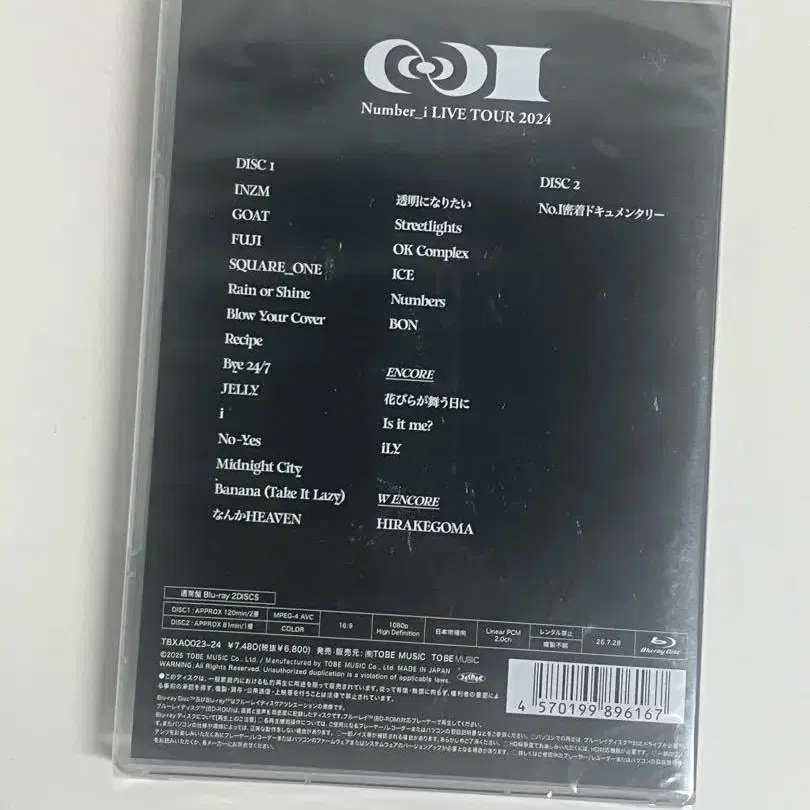 Number_i LIVE TOUR 2024
DISC 1
INZM
GOAT
FUJI
SQUARE_ONE
Rain or Shine
Blow Your Cover
Recipe
Bye 24/7
JELLY
i
No-Yes
Midnight City
Banana (Take It Lazy)
なんかHEAVEN
透明になりたい
Streetlights
OK Complex
ICE
Numbers
BON
ENCORE
花びらが舞う日に
Is it me?
iLY
W ENCORE
HIRAKEGOMA
DISC 2
No.I密着ドキュメンタリー
通常盤 Blu-ray 2DISCS
DISC1 : APPROX 120min/2層
DISC2 : APPROX 81min/1層
MPEG-4 AVC
COLOR
16:9
1080p
High Definition
日本市場向
Linear PCM
2.0ch
レンタル禁止
複製不能
25.7.28
Blu-ray Disc
TBXA0023-24 ¥7,480(税抜¥6,800) 発売・販売元:㈲TOBE MUSIC TOBE MUSIC
©2025 TOBE MUSIC Co., Ltd. / Manufactured by TOBE MUSIC Co., Ltd. MADE IN JAPAN
WARNING: All Rights Reserved. Unauthorized duplication is a violation of applicable laws.
4 570199 896167